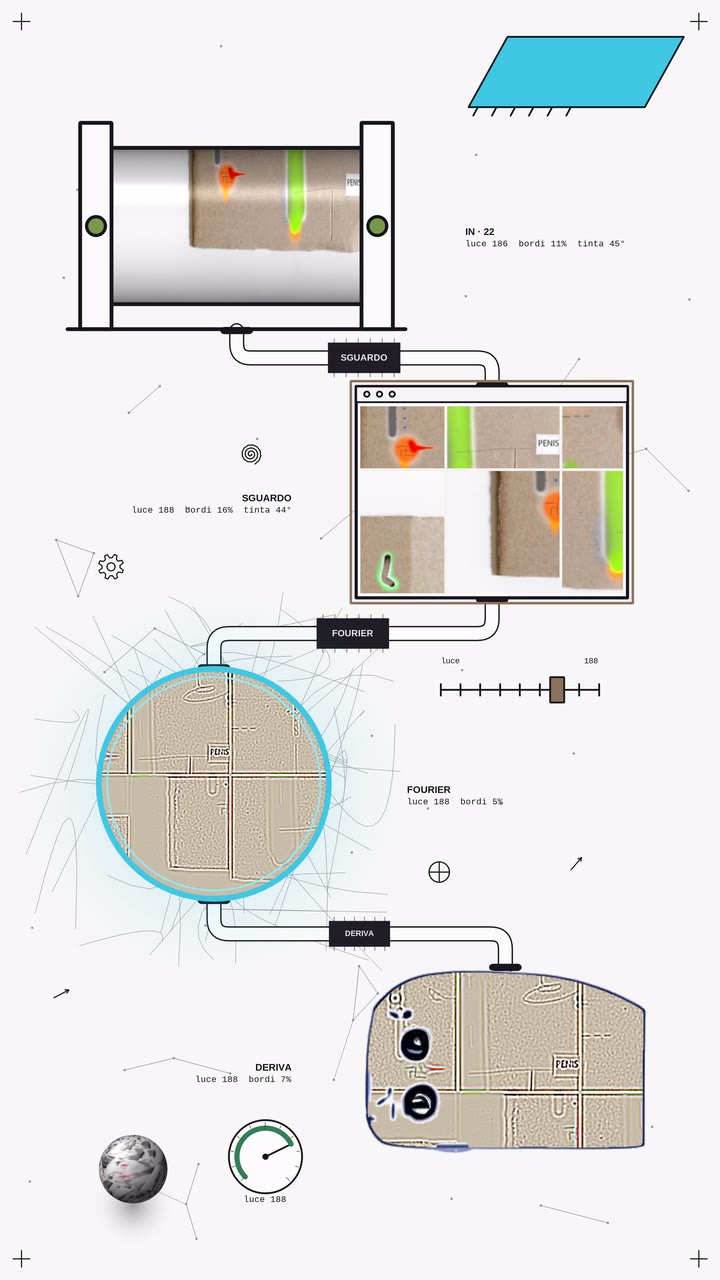 PENIS
IN · 22
luce 186 bordi 11% tinta 45°
SGUARDO
PENIS
SGUARDO
luce 188 bordi 16% tinta 44°
FOURIER
luce 188
PENIS
FOURIER
luce 188 bordi 5%
DERIVA
PENIS
DERIVA
luce 188 bordi 7%
luce 188